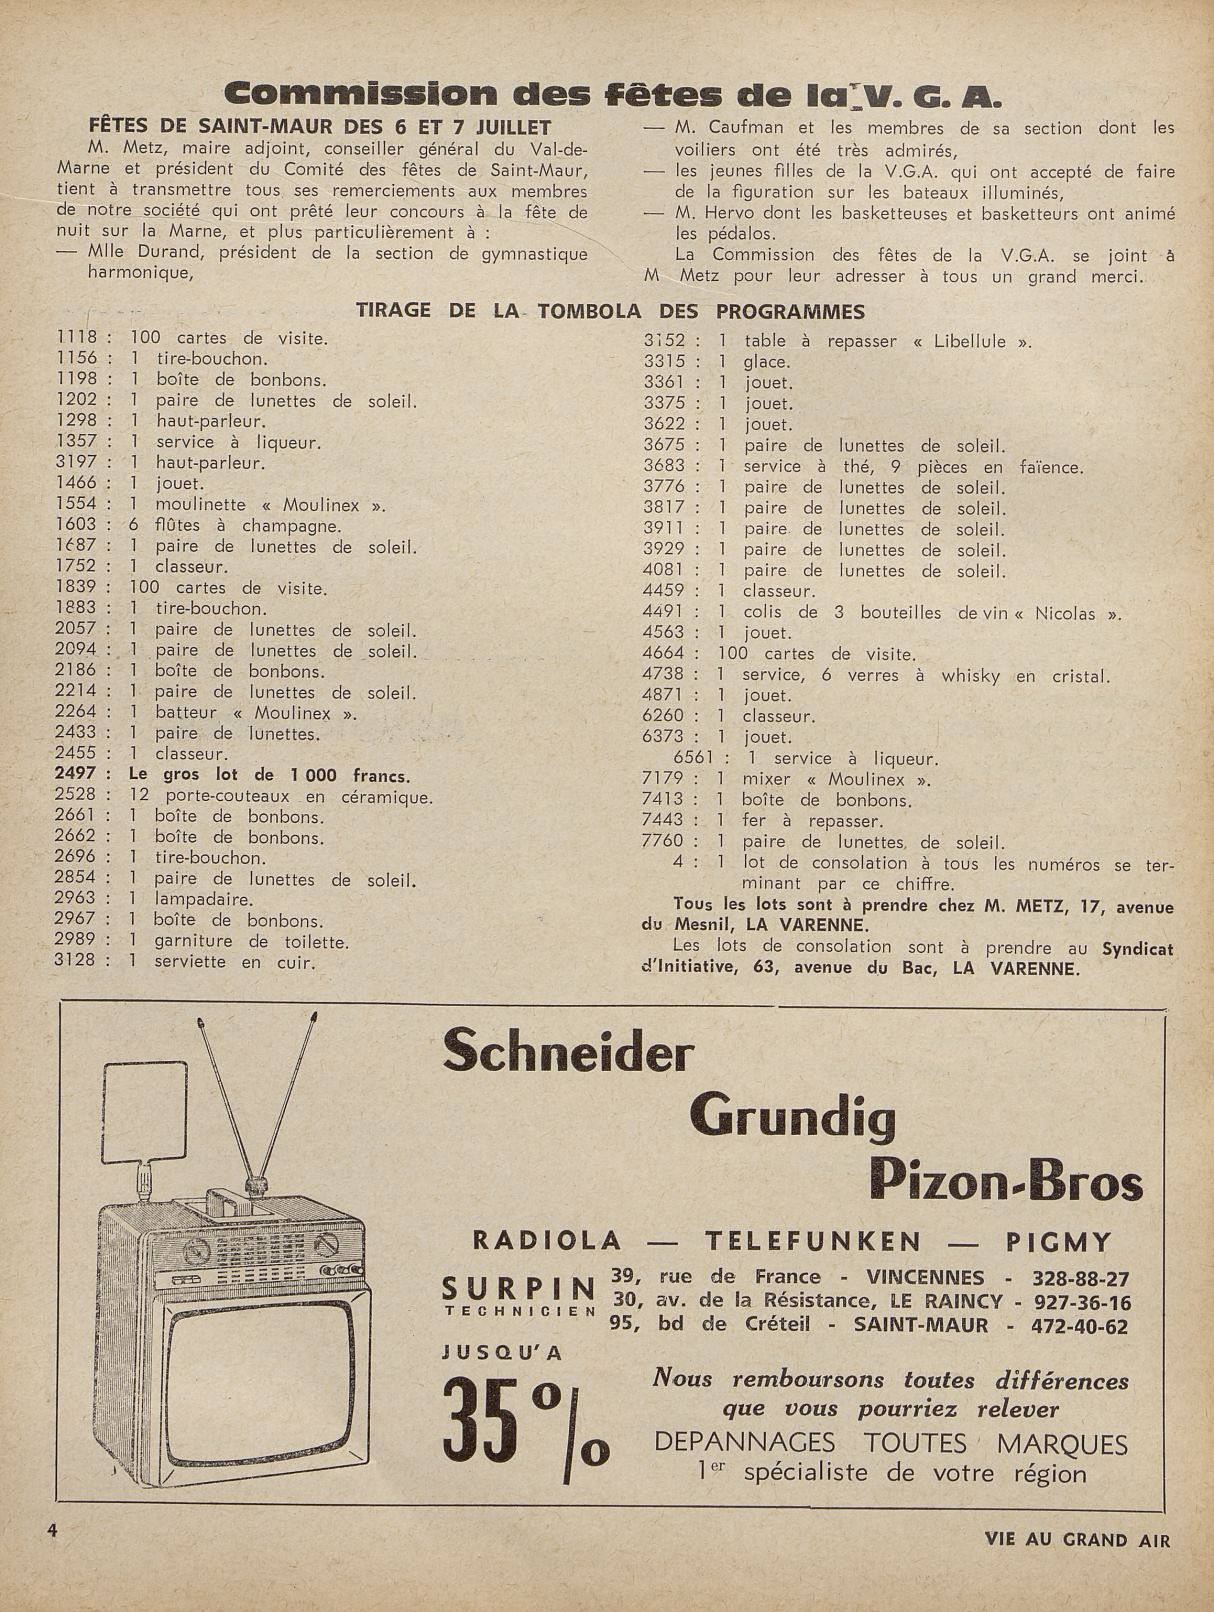 Commission des fêtes de la V. G. A.
FÊTES DE SAINT-MAUR DES 6 ET 7 JUILLET
M. Metz, maire adjoint, conseiller général du Val-de-
Marne et président du Comité des fêtes de Saint-Maur,
tient à transmettre tous ses remerciements aux membres
de notre société qui ont prêté leur concours à la fête de
nuit sur la Marne, et plus particulièrement à :
— Mlle Durand, président de la section de gymnastique
harmonique,
— M. Caufman et les membres de sa section dont les
voiliers ont été très admirés,
— les jeunes filles de la V.G.A. qui ont accepté de faire
de la figuration sur les bateaux illuminés,
— M. Hervo dont les basketteuses et basketteurs ont animé
les pédalos.
La Commission des fêtes de la V.G.A. se joint à
M Metz pour leur adresser à tous un grand merci.
TIRAGE DE LA TOMBOLA DES PROGRAMMES
1118 : 100 cartes de visite.
1156 : 1 tire-bouchon.
1198 : 1 boîte de bonbons.
1202 : 1 paire de lunettes de soleil.
1298 : 1 haut-parleur.
1357 : 1 service à liqueur.
3197 : 1 haut-parleur.
1466 : 1 jouet.
1554 : 1 moulinette « Moulinex ».
1603 : 6 flûtes à champagne.
1687 : 1 paire de lunettes de soleil.
1752 : 1 classeur.
1839 : 100 cartes de visite.
1883 : 1 tire-bouchon.
2057 : 1 paire de lunettes de soleil.
2094 : 1 paire de lunettes de soleil.
2186 : 1 boîte de bonbons.
2214 : 1 paire de lunettes de soleil.
2264 : 1 batteur « Moulinex ».
2433 : 1 paire de lunettes.
2455 : 1 classeur.
2497 : Le gros lot de 1 000 francs.
2528 : 12 porte-couteaux en céramique.
2661 : 1 boîte de bonbons.
2662 : 1 boîte de bonbons.
2696 : 1 tire-bouchon.
2854 : 1 paire de lunettes de soleil.
2963 : 1 lampadaire.
2967 : 1 boîte de bonbons.
2989 : 1 garniture de toilette.
3128 : 1 serviette en cuir.
3152 : 1 table à repasser « Libellule ».
3315 : 1 glace.
3361 : 1 jouet.
3375 : 1 jouet.
3622 : 1 jouet.
3675 : 1 paire de lunettes de soleil.
3683 : 1 service à thé, 9 pièces en faïence.
3776 : 1 paire de lunettes de soleil.
3817 : 1 paire de lunettes de soleil.
3911 : 1 paire de lunettes de soleil.
3929 : 1 paire de lunettes de soleil.
4081 : 1 paire de lunettes de soleil.
4459 : 1 classeur.
4491 : 1 colis de 3 bouteilles de vin « Nicolas ».
4563 : 1 jouet.
4664 : 100 cartes de visite.
4738 : 1 service, 6 verres à whisky en cristal.
4871 : 1 jouet.
6260 : 1 classeur.
6373 : 1 jouet.
6561 : 1 service à liqueur.
7179 : 1 mixer « Moulinex ».
7413 : 1 boîte de bonbons.
7443 : 1 fer à repasser.
7760 : 1 paire de lunettes de soleil.
4 : 1 lot de consolation à tous les numéros se ter-
minant par ce chiffre.
Tous les lots sont à prendre chez M. METZ, 17, avenue
du Mesnil, LA VARENNE.
Les lots de consolation sont à prendre au Syndicat
d'Initiative, 63, avenue du Bac, LA VARENNE.
Schneider
Grundig
Pizon-Bros
RADIOLA — TELEFUNKEN — PIGMY
SURPIN
TECHNICIEN
39, rue de France - VINCENNES - 328-88-27
30, av. de la Résistance, LE RAINCY - 927-36-16
95, bd de Créteil - SAINT-MAUR - 472-40-62
JUSQU'A
35 %
Nous remboursons toutes différences
que vous pourriez relever
DEPANNAGES TOUTES MARQUES
1er spécialiste de votre région
4
VIE AU GRAND AIR